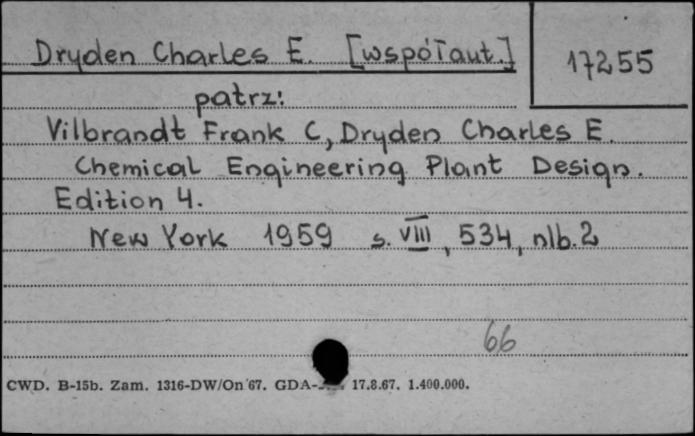 Dryden Charles E. [współaut.] 17255
patrz:
Vilbrandt Frank C, Dryden Charles E.
Chemical Engineering Plant Design.
Edition 4.
New York 1959 s. VIII, 534, nlb. 2
66
CWD. B-15b. Zam. 1316-DW/On 67. GDA- 17.8.67. 1.400.000.